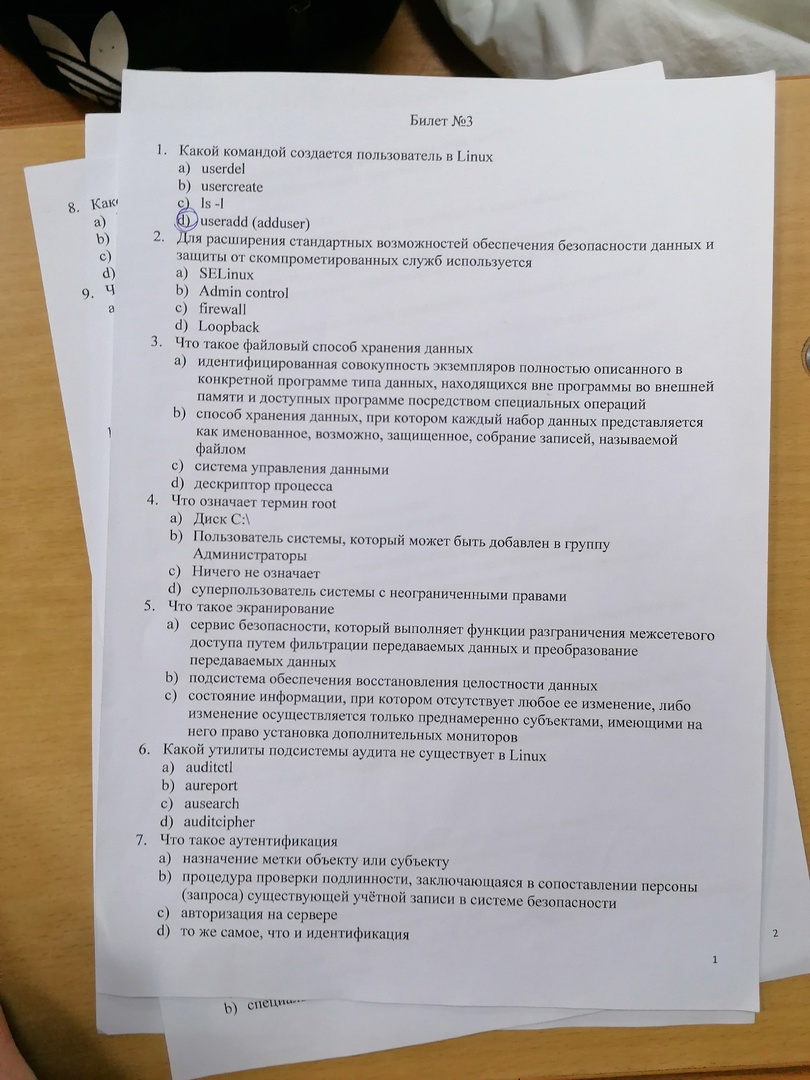 Билет №3
1. Какой командой создается пользователь в Linux
a) userdel
b) usercreate
c) ls -l
d) useradd (adduser)
2. Для расширения стандартных возможностей обеспечения безопасности данных и
защиты от скомпрометированных служб используется
a) SELinux
b) Admin control
c) firewall
d) Loopback
3. Что такое файловый способ хранения данных
a) идентифицированная совокупность экземпляров полностью описанного в
конкретной программе типа данных, находящихся вне программы во внешней
памяти и доступных программе посредством специальных операций
b) способ хранения данных, при котором каждый набор данных представляется
как именованное, возможно, защищенное, собрание записей, называемой
файлом
c) система управления данными
d) дескриптор процесса
4. Что означает термин root
a) Диск C:\
b) Пользователь системы, который может быть добавлен в группу
Администраторы
c) Ничего не означает
d) суперпользователь системы с неограниченными правами
5. Что такое экранирование
a) сервис безопасности, который выполняет функции разграничения межсетевого
доступа путем фильтрации передаваемых данных и преобразование
передаваемых данных
b) подсистема обеспечения восстановления целостности данных
c) состояние информации, при котором отсутствует любое ее изменение, либо
изменение осуществляется только преднамеренно субъектами, имеющими на
него право установка дополнительных мониторов
6. Какой утилиты подсистемы аудита не существует в Linux
a) auditctl
b) aureport
c) ausearch
d) auditcipher
7. Что такое аутентификация
a) назначение метки объекту или субъекту
b) процедура проверки подлинности, заключающаяся в сопоставлении персоны
(запроса) существующей учётной записи в системе безопасности
c) авторизация на сервере
d) то же самое, что и идентификация
1
8.
a)
b)
c)
d)
9. Ч
a
2
b)